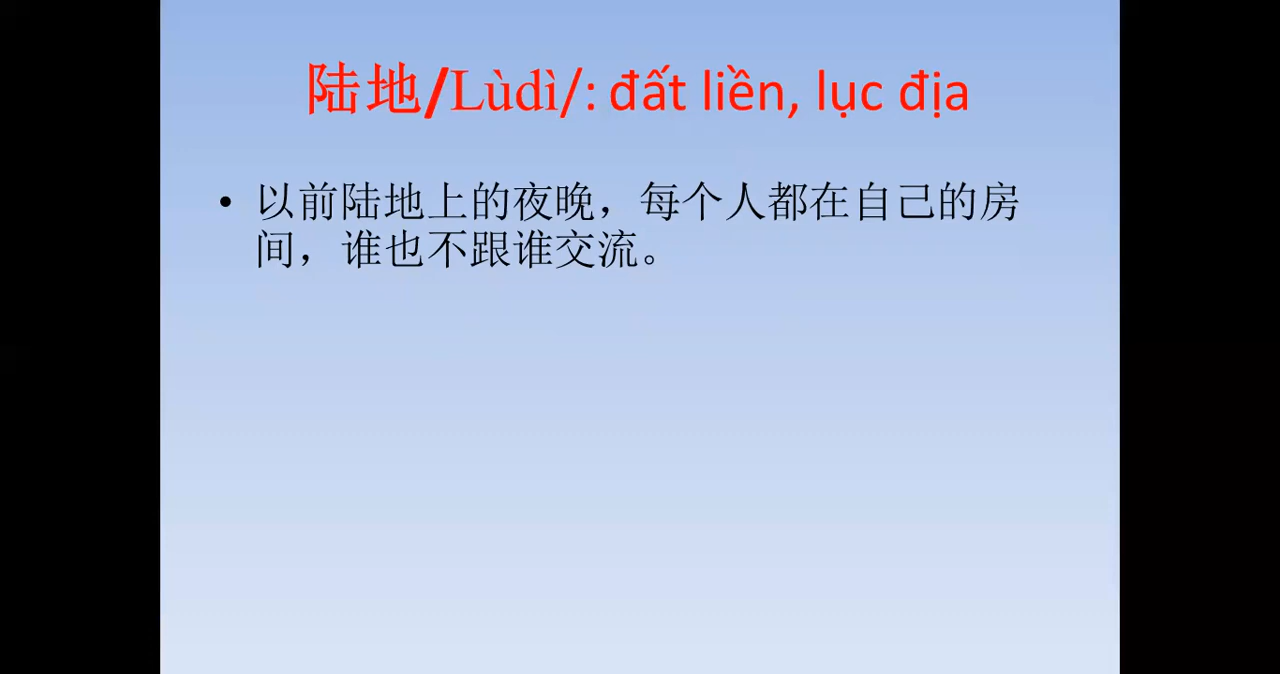 陆地/Lùdì/: đất liền, lục địa
• 以前陆地上的夜晚，每个人都在自己的房
间，谁也不跟谁交流。